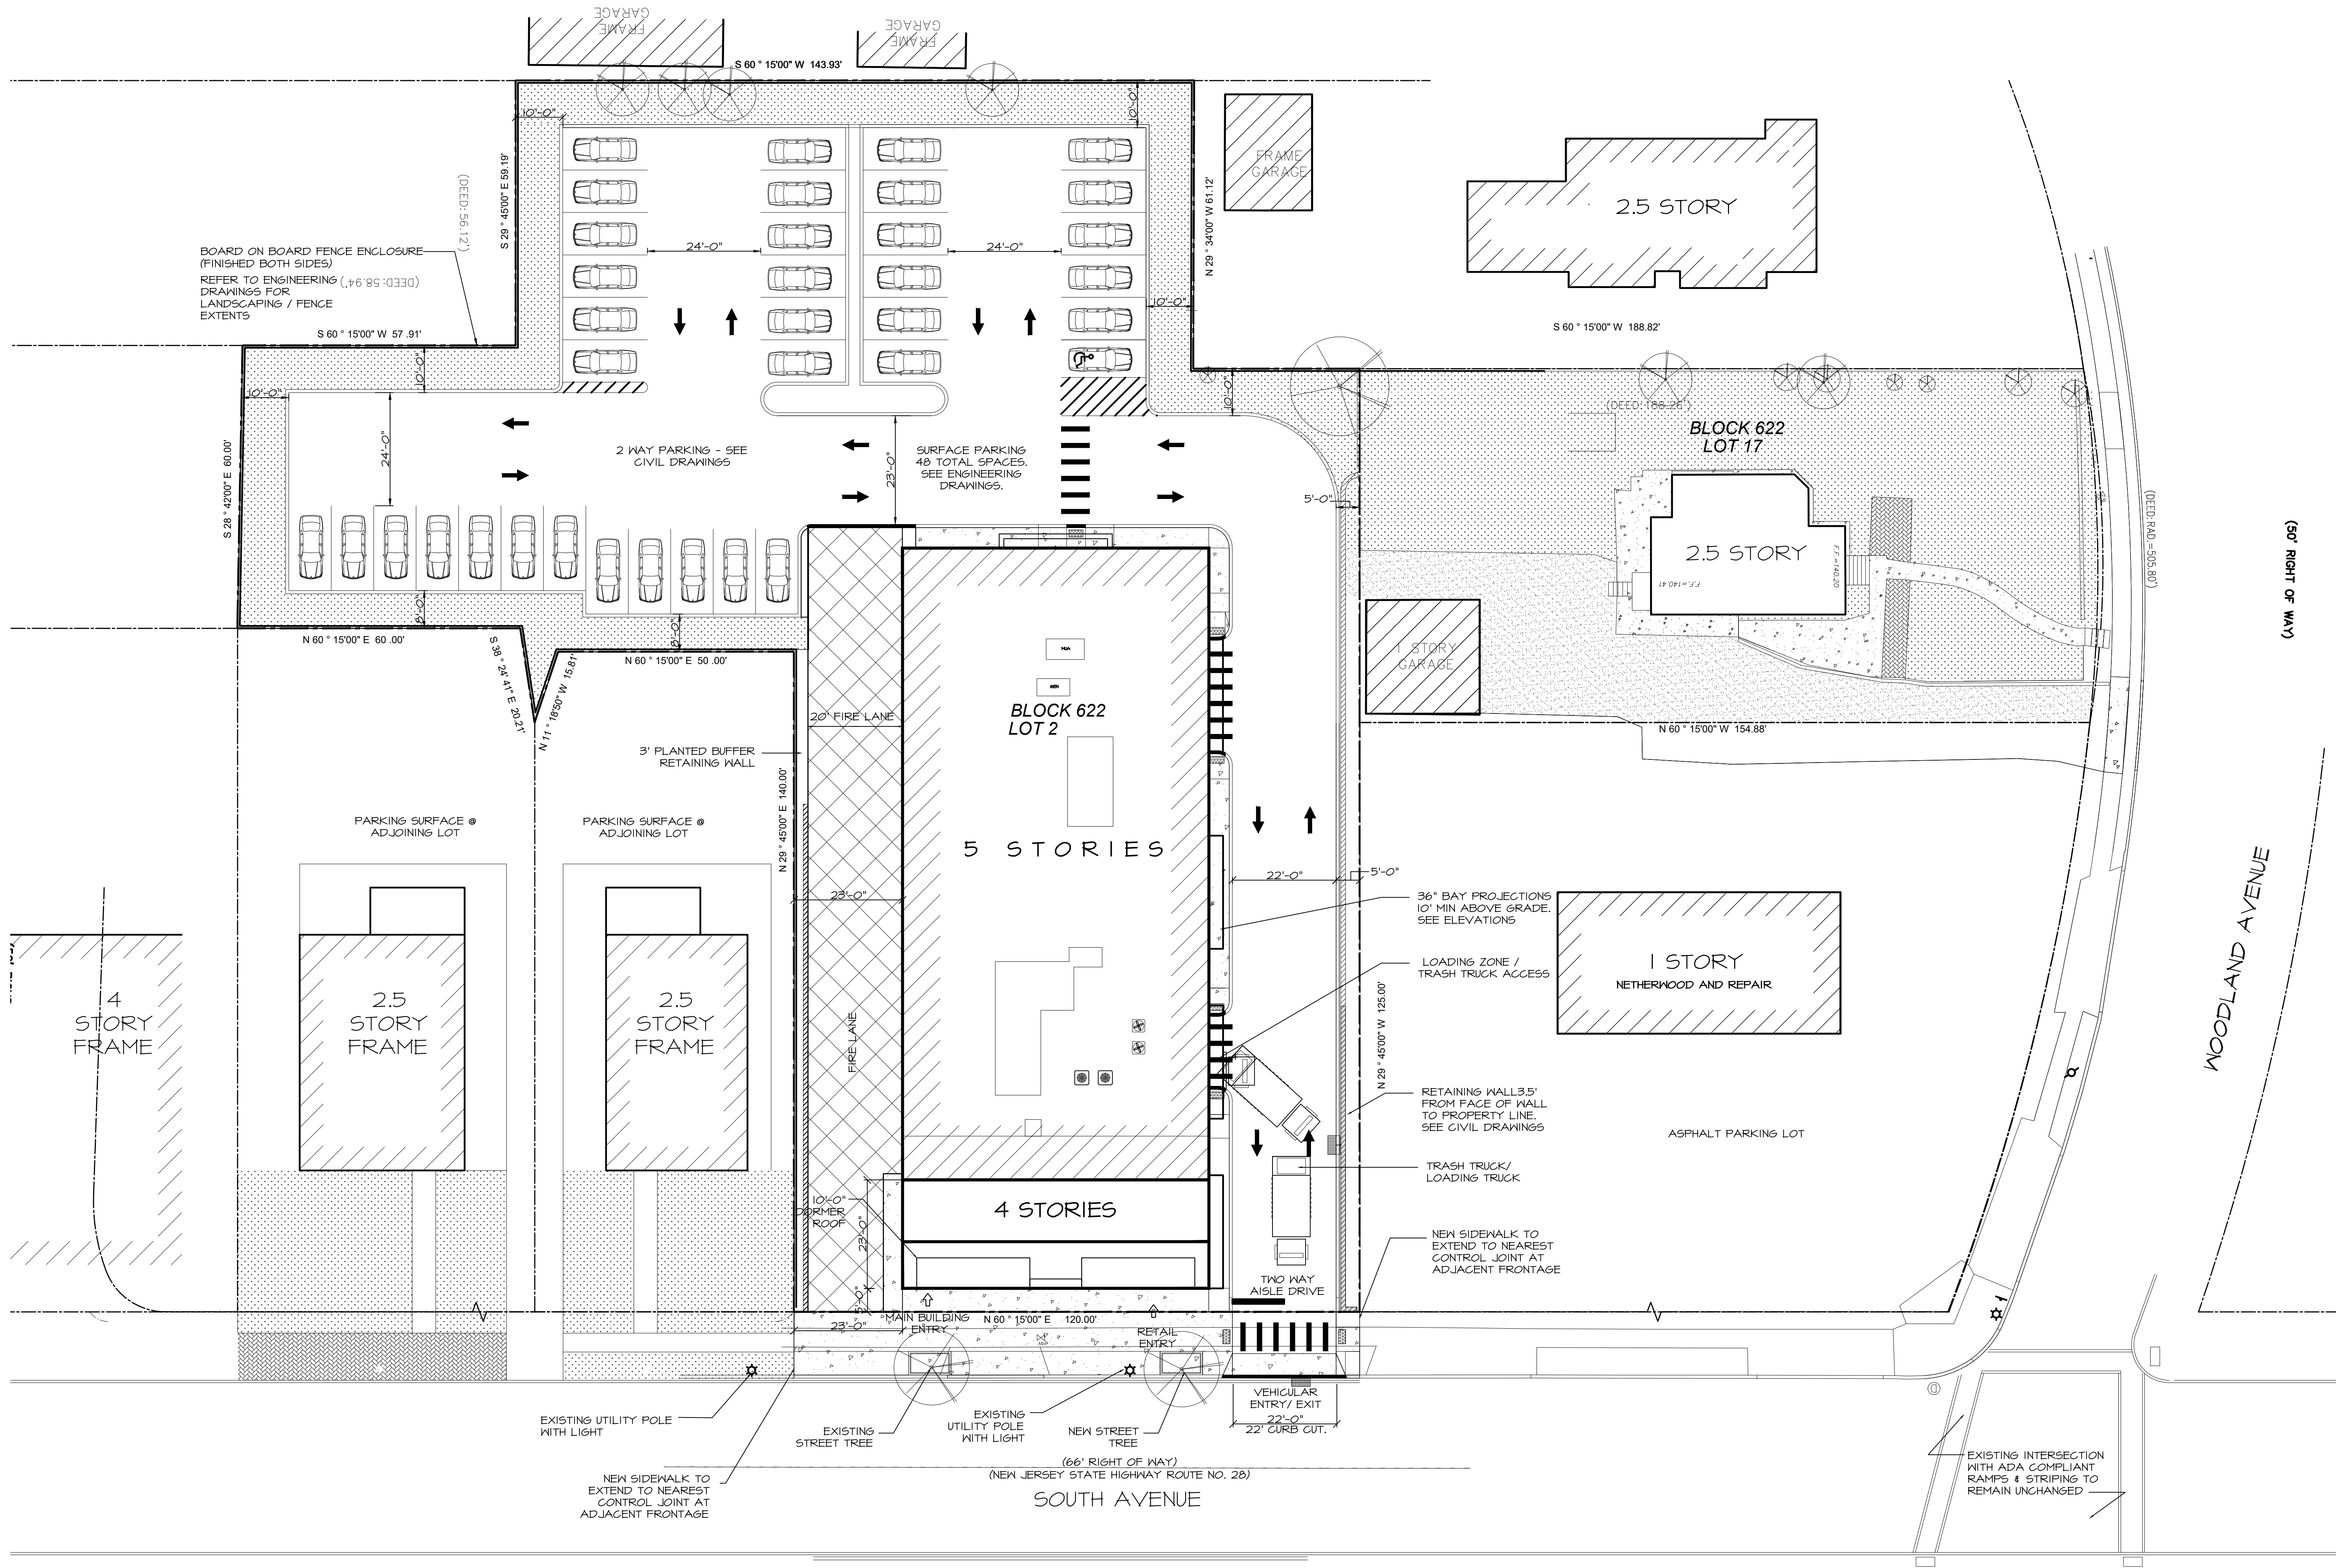 FRAME
GARAGE
FRAME
GARAGE
S 60 ° 15'00" W 143.93'
10'-0"
10'-0"
S 29 ° 45'00" E 59.19'
(DEED: 56.12')
N 29 ° 34'00" W 61.12'
FRAME
GARAGE
2.5 STORY
BOARD ON BOARD FENCE ENCLOSURE
(FINISHED BOTH SIDES)
REFER TO ENGINEERING
DRAWINGS FOR
LANDSCAPING / FENCE
EXTENTS
(DEED: 58.94')
24'-0"
24'-0"
10'-0"
S 60 ° 15'00" W 57 .91'
S 60 ° 15'00" W 188.82'
10'-0"
10'-0"
10'-0"
(DEED: 188.26')
BLOCK 622
LOT 17
24'-0"
S 28 ° 42'00" E 60.00'
2 WAY PARKING - SEE
CIVIL DRAWINGS
23'-0"
SURFACE PARKING
48 TOTAL SPACES.
SEE ENGINEERING
DRAWINGS.
5'-0"
(DEED:RAD.=505.80')
(50' RIGHT OF WAY)
2.5 STORY
F.F.=140.41
F.F.=140.20
8'-0"
8'-0"
N 60 ° 15'00" E 60 .00'
S 38 ° 24' 41" E 20.21'
N 11 ° 18'50" W 15.81'
N 60 ° 15'00" E 50 .00'
1 STORY
GARAGE
GEN
BLOCK 622
LOT 2
20' FIRE LANE
N 60 ° 15'00" W 154.88'
3' PLANTED BUFFER
RETAINING WALL
N 29 ° 45'00" E 140.00'
PARKING SURFACE @
ADJOINING LOT
PARKING SURFACE @
ADJOINING LOT
5 STORIES
23'-0"
22'-0"
5'-0"
36" BAY PROJECTIONS
10' MIN ABOVE GRADE.
SEE ELEVATIONS
WOODLAND AVENUE
LOADING ZONE /
TRASH TRUCK ACCESS
1 STORY
NETHERWOOD AND REPAIR
4
STORY
FRAME
2.5
STORY
FRAME
2.5
STORY
FRAME
FIRE LANE
N 29 ° 45'00" W 125.00'
RETAINING WALL3.5'
FROM FACE OF WALL
TO PROPERTY LINE.
SEE CIVIL DRAWINGS
ASPHALT PARKING LOT
TRASH TRUCK/
LOADING TRUCK
10'-0"
DORMER
ROOF
23'-0"
4 STORIES
NEW SIDEWALK TO
EXTEND TO NEAREST
CONTROL JOINT AT
ADJACENT FRONTAGE
TWO WAY
AISLE DRIVE
5'-0"
23'-0"
MAIN BUILDING
ENTRY
N 60 ° 15'00" E 120.00'
RETAIL
ENTRY
VEHICULAR
ENTRY/ EXIT
22'-0"
22' CURB CUT.
EXISTING UTILITY POLE
WITH LIGHT
EXISTING
STREET TREE
EXISTING
UTILITY POLE
WITH LIGHT
NEW STREET
TREE
NEW SIDEWALK TO
EXTEND TO NEAREST
CONTROL JOINT AT
ADJACENT FRONTAGE
(66' RIGHT OF WAY)
(NEW JERSEY STATE HIGHWAY ROUTE NO. 28)
SOUTH AVENUE
EXISTING INTERSECTION
WITH ADA COMPLIANT
RAMPS & STRIPING TO
REMAIN UNCHANGED